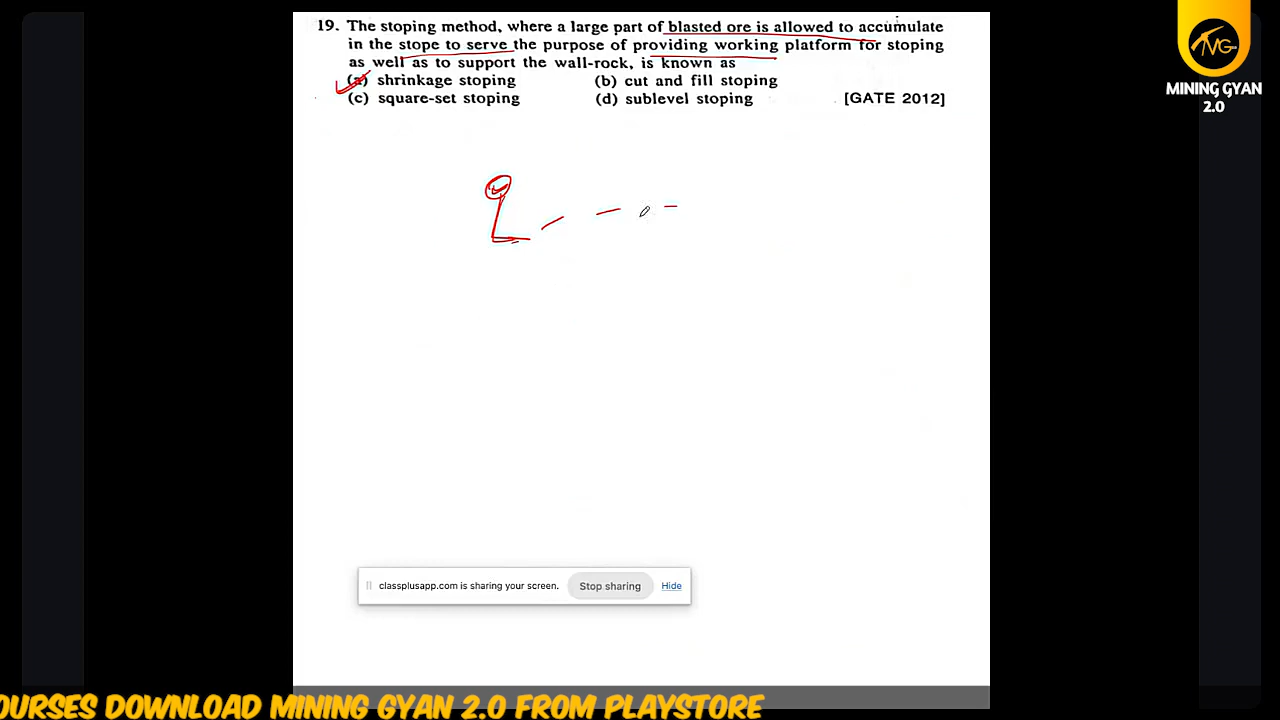 19. The stoping method, where a large part of blasted ore is allowed to accumulate
in the stope to serve the purpose of providing working platform for stoping
as well as to support the wall-rock, is known as
(a) shrinkage stoping (b) cut and fill stoping
(c) square-set stoping (d) sublevel stoping [GATE 2012]
TMG
MINING GYAN
2.0
classplusapp.com is sharing your screen. Stop sharing Hide
OURSES DOWNLOAD MINING GYAN 2.0 FROM PLAYSTORE